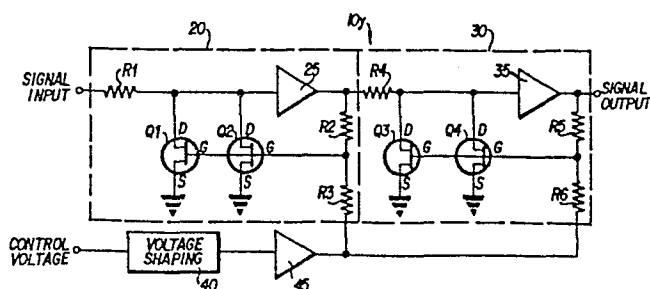 20
10y
30
SIGNAL INPUT
R1
25
R4
35
SIGNAL OUTPUT
R2
R5
Q1 D G S
Q2 D G S
Q3 D G S
Q4 D G S
R3
R6
CONTROL VOLTAGE
VOLTAGE SHAPING
40
45